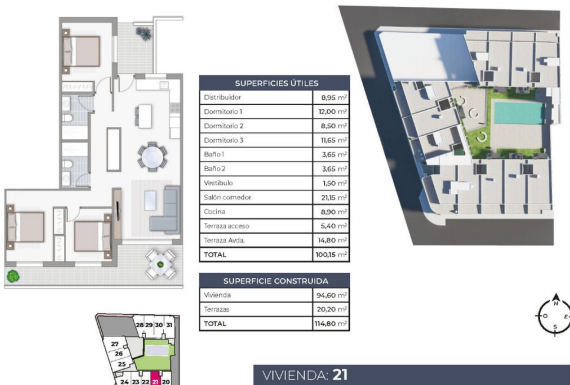 SUPERFICIES ÚTILES
Distribuidor 8,95 m²
Dormitorio 1 12,00 m²
Dormitorio 2 8,50 m²
Dormitorio 3 11,65 m²
Baño 1 3,65 m²
Baño 2 3,65 m²
Vestíbulo 1,50 m²
Salón comedor 21,15 m²
Cocina 8,90 m²
Terraza acceso 5,40 m²
Terraza Avda. 14,80 m²
TOTAL 100,15 m²
SUPERFICIE CONSTRUIDA
Vivienda 94,60 m²
Terrazas 20,20 m²
TOTAL 114,80 m²
N
O E
S
28 29 30 31
27
26
25
24 23 22 21 20
VIVIENDA: 21